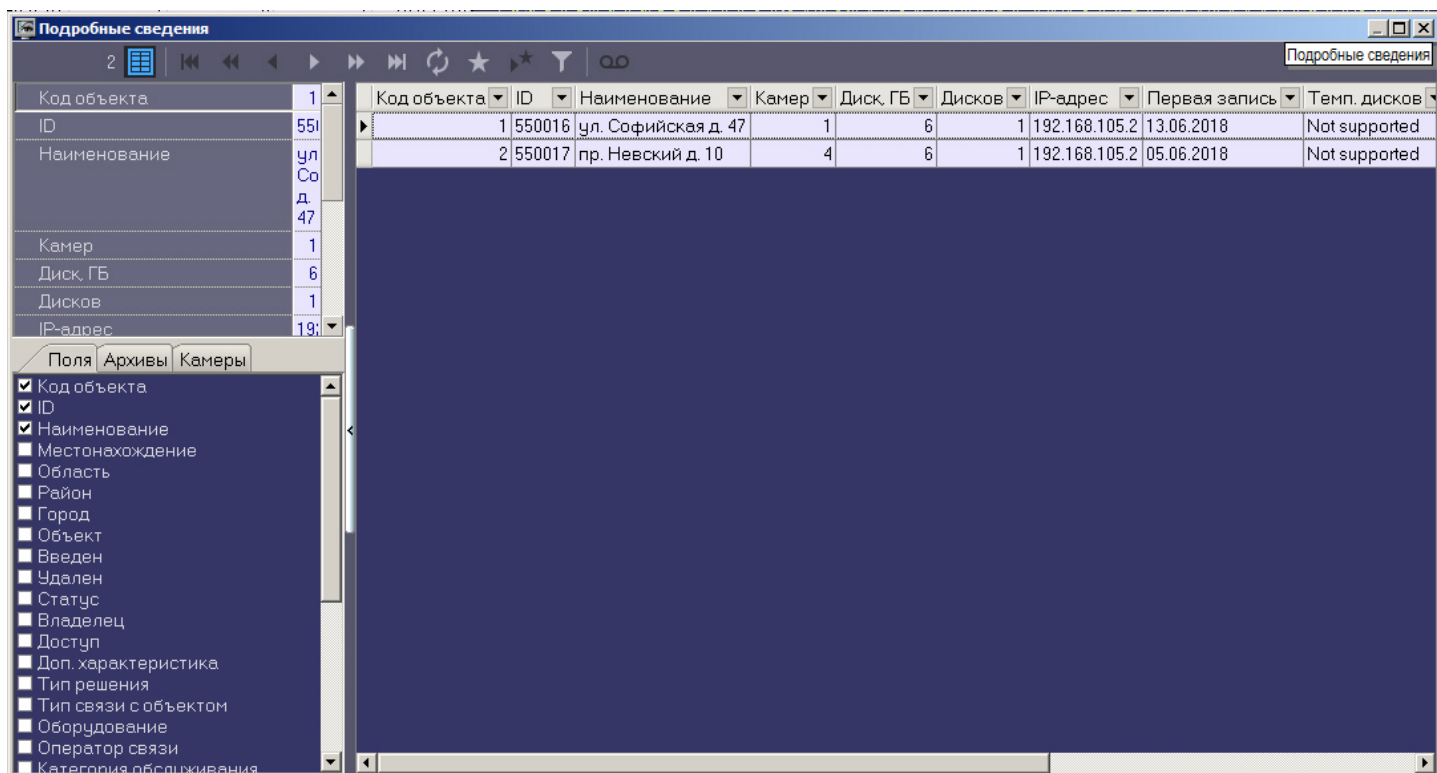 Подробные сведения
2
Подробные сведения
Код объекта 1
ID 55
Наименование ул Со д. 47
Камер 1
Диск, ГБ 6
Дисков 1
IP-адрес 19
Поля Архивы Камеры
Код объекта
ID
Наименование
Местонахождение
Область
Район
Город
Объект
Введен
Удален
Статус
Владелец
Доступ
Доп. характеристика
Тип решения
Тип связи с объектом
Оборудование
Оператор связи
Категория обслуживания
Код объекта ID Наименование Камер Диск, ГБ Дисков IP-адрес Первая запись Темп. дисков
1 550016 ул. Софийская д. 47 1 6 1 192.168.105.2 13.06.2018 Not supported
2 550017 пр. Невский д. 10 4 6 1 192.168.105.2 05.06.2018 Not supported